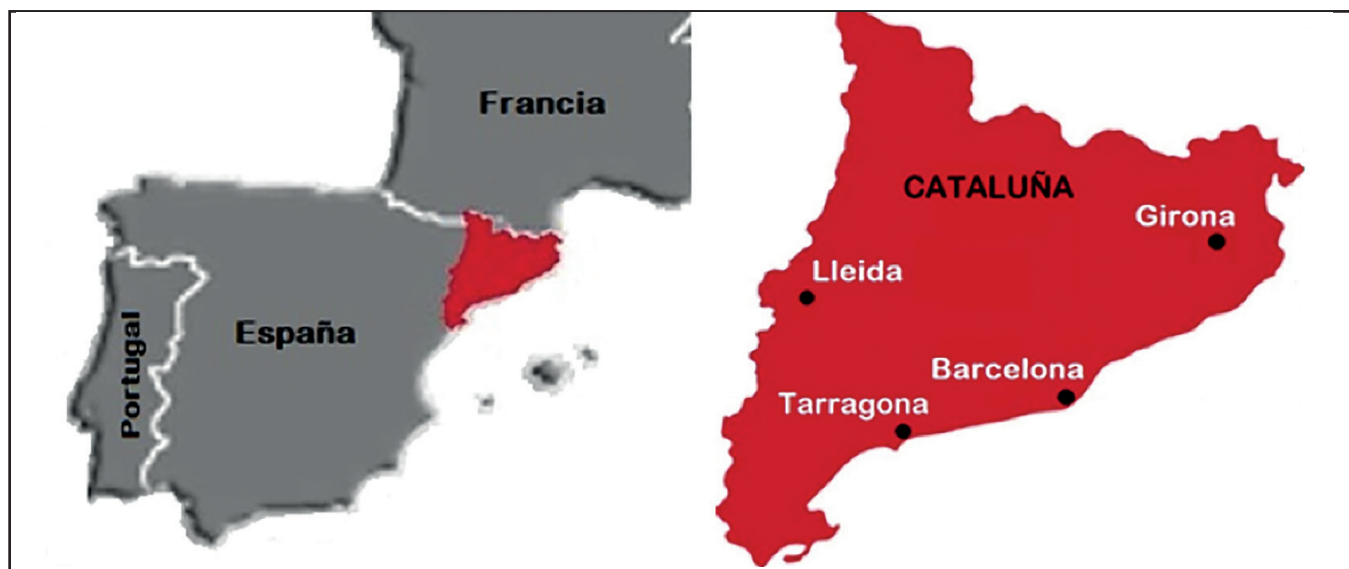 Francia
España
Portugal
CATALUÑA
Girona
Lleida
Barcelona
Tarragona